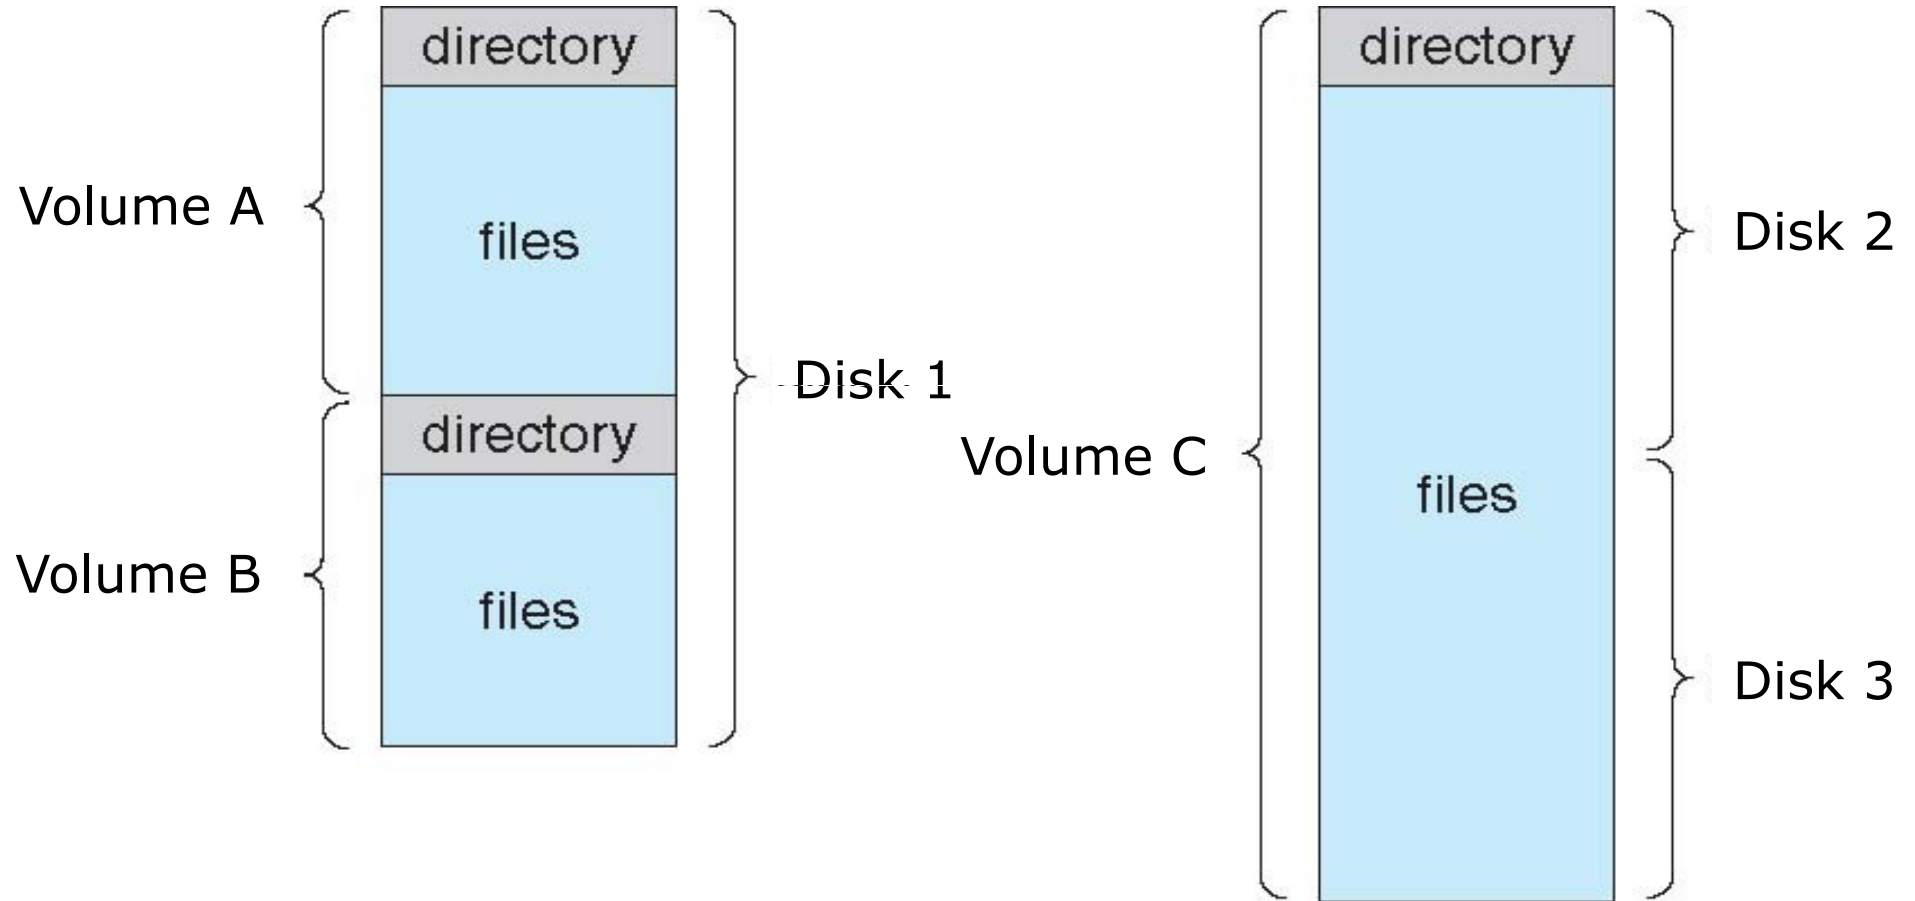 directory
Volume A
files
Disk 1
directory
Volume B
files
directory
Disk 2
Volume C
files
Disk 3